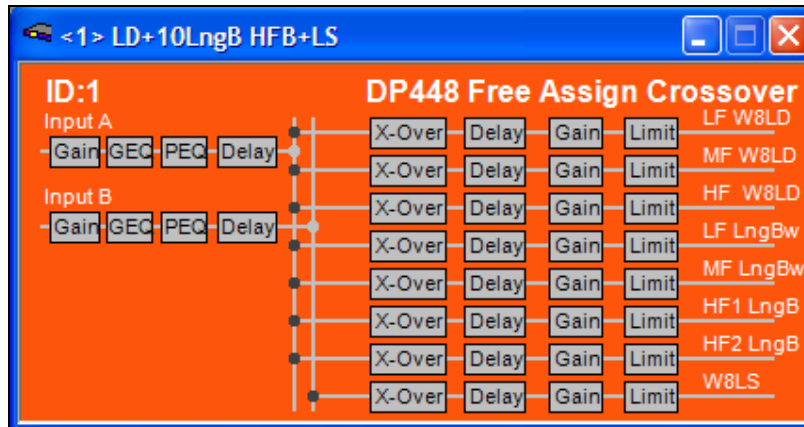 <1> LD+10LngB HFB+LS
ID:1 DP448 Free Assign Crossover
Input A
Gain GEQ PEQ Delay
Input B
Gain GEQ PEQ Delay
X-Over Delay Gain Limit LF W8LD
X-Over Delay Gain Limit MF W8LD
X-Over Delay Gain Limit HF W8LD
X-Over Delay Gain Limit LF LngBw
X-Over Delay Gain Limit MF LngBw
X-Over Delay Gain Limit HF1 LngB
X-Over Delay Gain Limit HF2 LngB
X-Over Delay Gain Limit W8LS